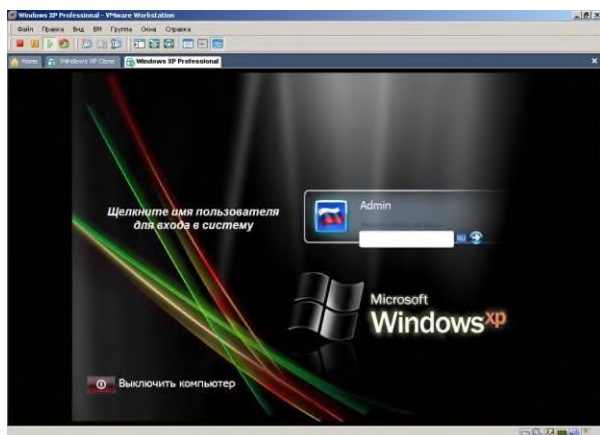 Windows XP Professional - VMware Workstation
Файл Правка Вид ВМ Группа Окна Справка
Home Windows XP Clone Windows XP Professional
Щелкните имя пользователя
для входа в систему
Admin
Microsoft
Windows xp
Выключить компьютер